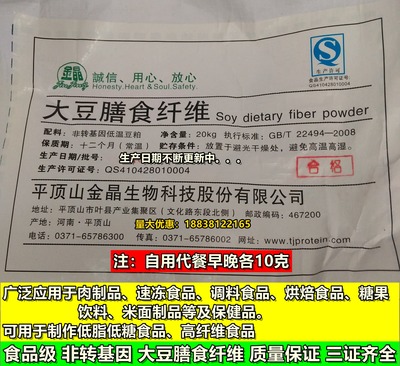 金晶
誠信、用心、放心
Honesty.Heart & Soul.Safety.
QS
生产许可
QS410428010004
大豆膳食纤维 Soy dietary fiber powder
配料：非转基因低温豆粕 净含量：20kg 执行标准：GB/T 22494—2008
保质期：十二个月（常温） 贮存条件：放置于避光干燥处，避免高温高湿。
生产日期/批号： 生产日期不断更新中...
生产许可证号：QS410428010004
合格
平顶山金晶生物科技股份有限公司
地址：平顶山市叶县产业集聚区（文化路东段北侧） 邮政编码：467200
产地：河南·平顶山
量大优惠：18838122165
电话：0371-65786300 传真：0371-65786002 网址：www.tjprotein.com
注：自用代餐早晚各10克
广泛应用于肉制品、速冻食品、调料食品、烘焙食品、糖果
饮料、米面制品等及保健品。
可用于制作低脂低糖食品、高纤维食品
食品级 非转基因 大豆膳食纤维 质量保证 三证齐全